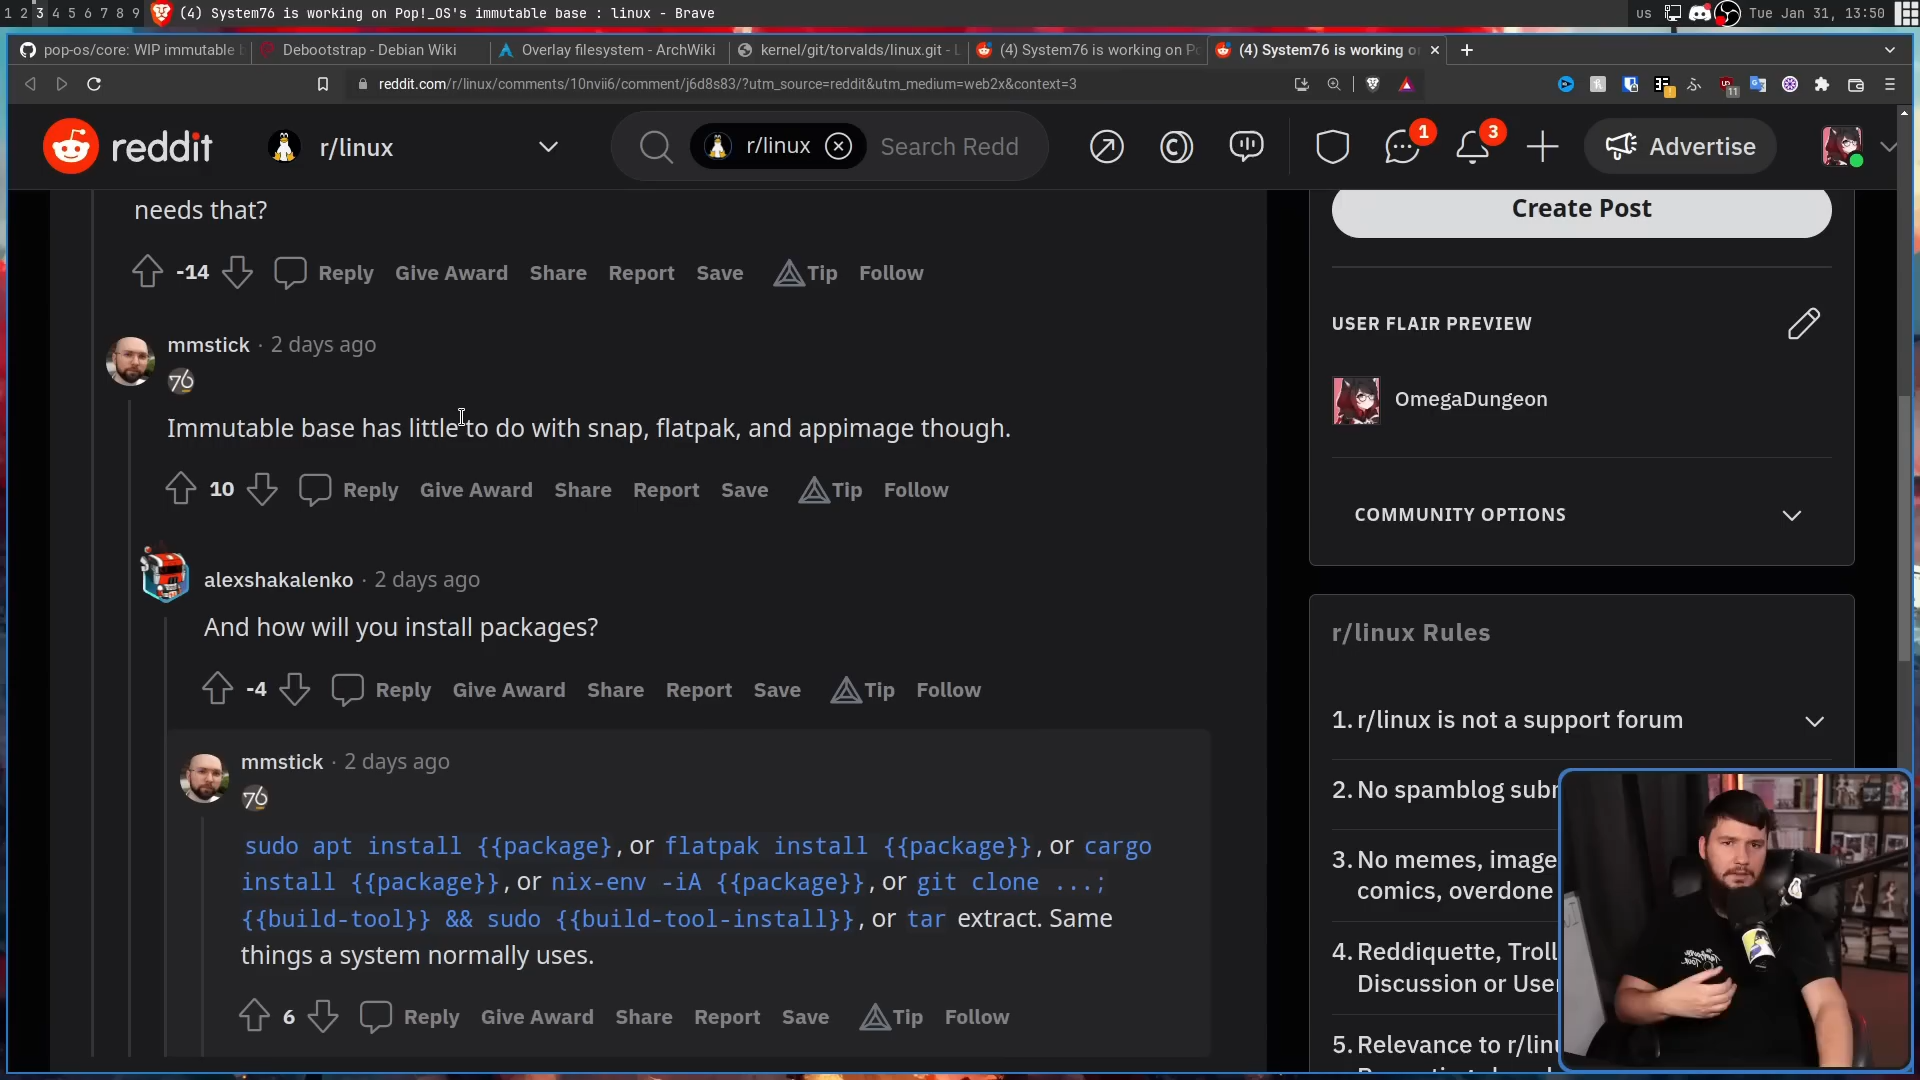 1 2 3 4 5 6 7 8 9 (4) System76 is working on Pop!_OS's immutable base : linux - Brave us Tue Jan 31, 13:50
pop-os/core: WIP immutable Debootstrap - Debian Wiki Overlay filesystem - ArchWiki kernel/git/torvalds/linux.git - L (4) System76 is working on P (4) System76 is working o
reddit.com/r/linux/comments/10nvii6/comment/j6d8s83/?utm_source=reddit&utm_medium=web2x&context=3
11
reddit r/linux r/linux Search Redd 1 3 Advertise
needs that?
-14 Reply Give Award Share Report Save Tip Follow
mmstick · 2 days ago
76
Immutable base has little to do with snap, flatpak, and appimage though.
10 Reply Give Award Share Report Save Tip Follow
alexshakalenko · 2 days ago
And how will you install packages?
-4 Reply Give Award Share Report Save Tip Follow
mmstick · 2 days ago
76
sudo apt install {{package}, or flatpak install {{package}}, or cargo
install {{package}}, or nix-env -iA {{package}}, or git clone ...;
{{build-tool}} && sudo {{build-tool-install}}, or tar extract. Same
things a system normally uses.
6 Reply Give Award Share Report Save Tip Follow
Create Post
USER FLAIR PREVIEW
OmegaDungeon
COMMUNITY OPTIONS
r/linux Rules
1. r/linux is not a support forum
2. No spamblog subr
3. No memes, image
comics, overdone
4. Reddiquette, Troll
Discussion or Use
5. Relevance to r/linu